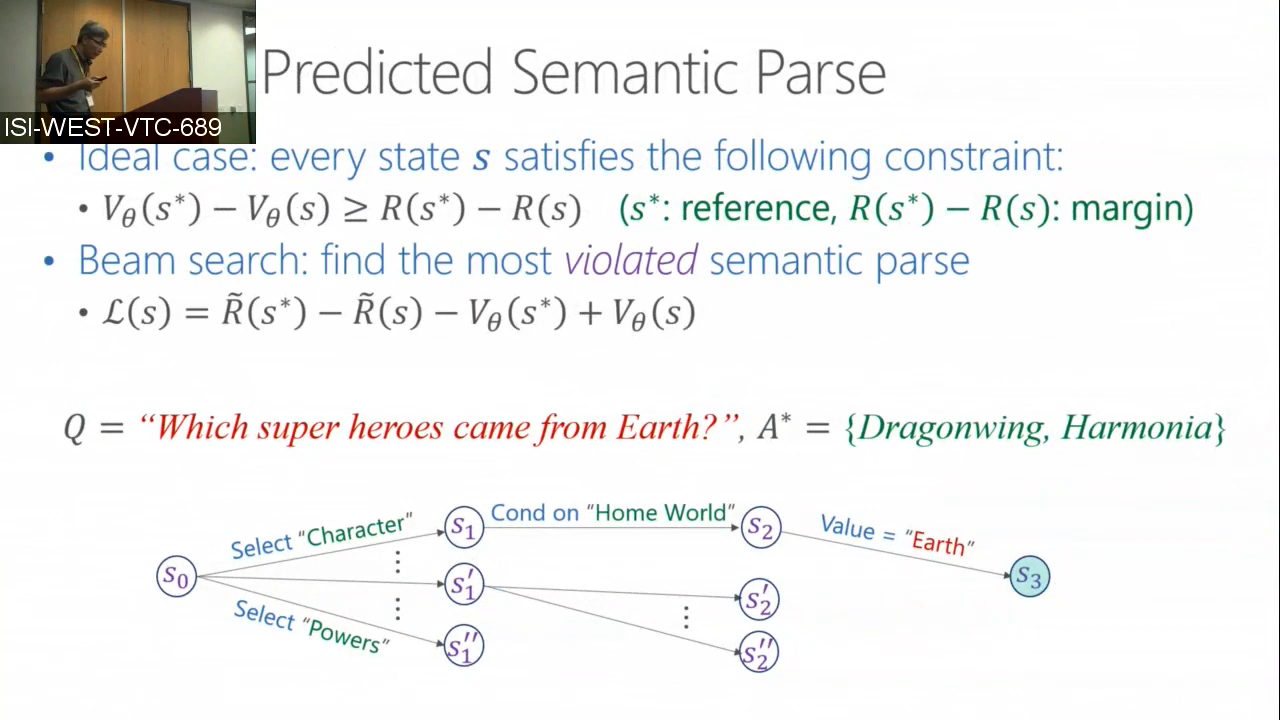 Predicted Semantic Parse
ISI-WEST-VTC-689
• Ideal case: every state s satisfies the following constraint:
• V_θ(s*) − V_θ(s) ≥ R(s*) − R(s) (s*: reference, R(s*) − R(s): margin)
• Beam search: find the most violated semantic parse
• ℒ(s) = R̃(s*) − R̃(s) − V_θ(s*) + V_θ(s)
Q = “Which super heroes came from Earth?”, A* = {Dragonwing, Harmonia}
Select "Character"
Cond on "Home World"
Value = "Earth"
s₁
s₂
s₀
s₁′
s₂′
s₃
Select "Powers"
s₁′′
s₂′′